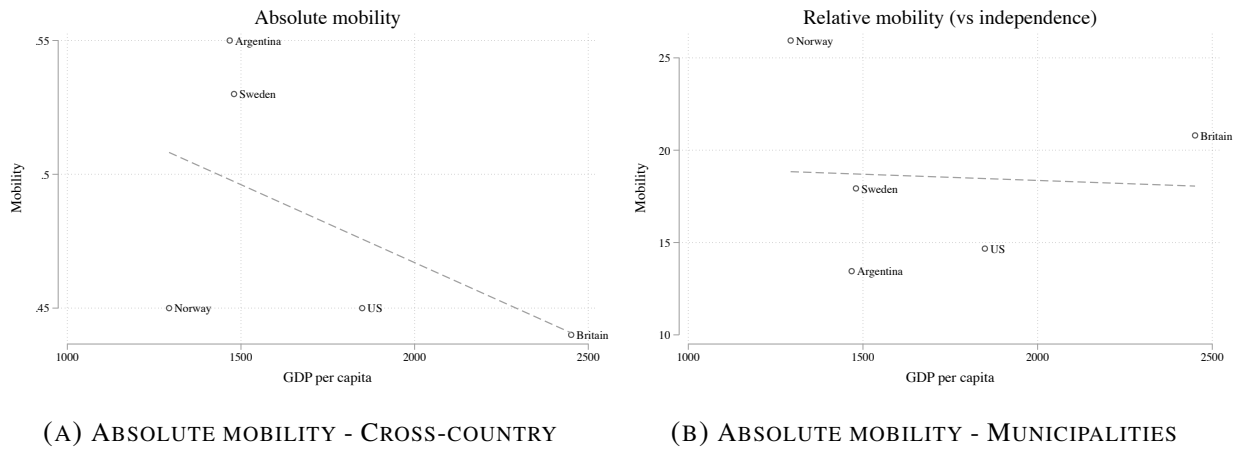 Absolute mobility
.55
.5
.45
Mobility
Argentina
Sweden
Norway
US
Britain
1000 1500 2000 2500
GDP per capita
(A) ABSOLUTE MOBILITY - CROSS-COUNTRY
Relative mobility (vs independence)
25
20
15
10
Mobility
Norway
Britain
Sweden
US
Argentina
1000 1500 2000 2500
GDP per capita
(B) ABSOLUTE MOBILITY - MUNICIPALITIES